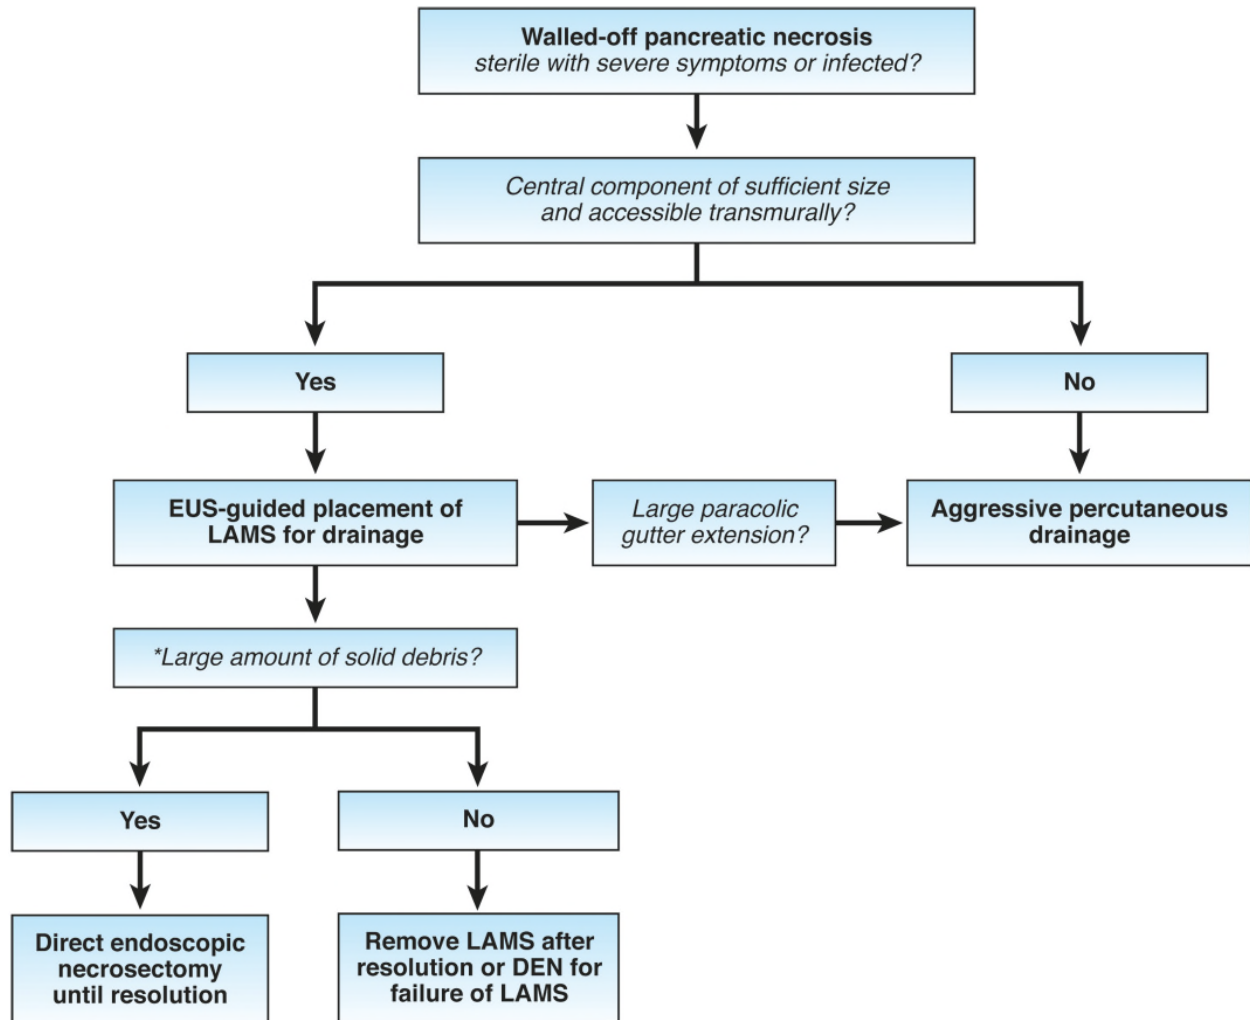 Walled-off pancreatic necrosis
sterile with severe symptoms or infected?
Central component of sufficient size
and accessible transmurally?
Yes
No
EUS-guided placement of
LAMS for drainage
Large paracolic
gutter extension?
Aggressive percutaneous
drainage
*Large amount of solid debris?
Yes
No
Direct endoscopic
necrosectomy
until resolution
Remove LAMS after
resolution or DEN for
failure of LAMS